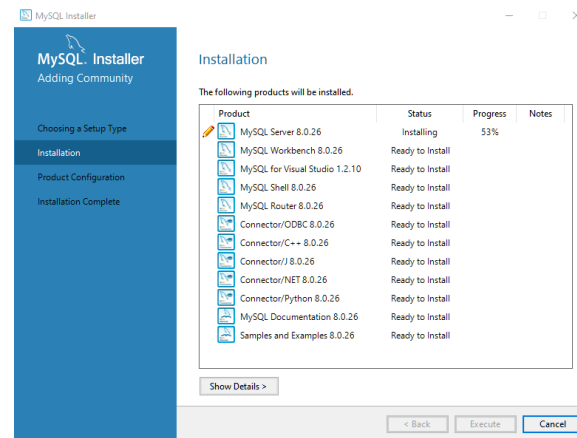 MySQL Installer
MySQL. Installer
Adding Community
Choosing a Setup Type
Installation
Product Configuration
Installation Complete
Installation
The following products will be installed.
Product Status Progress Notes
MySQL Server 8.0.26 Installing 53%
MySQL Workbench 8.0.26 Ready to Install
MySQL for Visual Studio 1.2.10 Ready to Install
MySQL Shell 8.0.26 Ready to Install
MySQL Router 8.0.26 Ready to Install
Connector/ODBC 8.0.26 Ready to Install
Connector/C++ 8.0.26 Ready to Install
Connector/J 8.0.26 Ready to Install
Connector/NET 8.0.26 Ready to Install
Connector/Python 8.0.26 Ready to Install
MySQL Documentation 8.0.26 Ready to Install
Samples and Examples 8.0.26 Ready to Install
Show Details >
< Back Execute Cancel